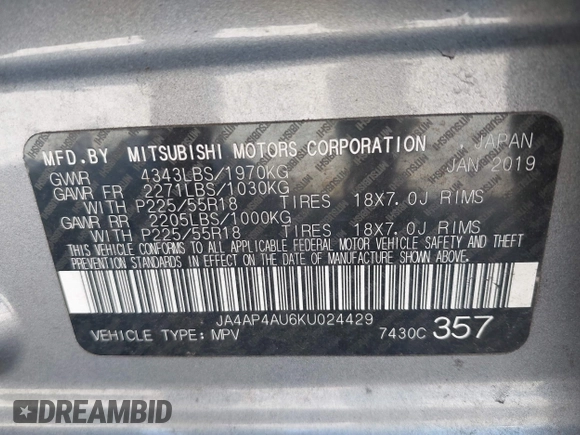 MFD.BY MITSUBISHI MOTORS CORPORATION , JAPAN
GVWR 4343LBS/1970KG JAN 2019
GAWR FR 2271LBS/1030KG
WITH P225/55R18 TIRES 18X7.0J RIMS
GAWR RR 2205LBS/1000KG
WITH P225/55R18 TIRES 18X7.0J RIMS
THIS VEHICLE CONFORMS TO ALL APPLICABLE FEDERAL MOTOR VEHICLE SAFETY AND THEFT
PREVENTION STANDARDS IN EFFECT ON THE DATE OF MANUFACTURE SHOWN ABOVE.
JA4AP4AU6KU024429
VEHICLE TYPE: MPV 7430C 357
DREAMBID